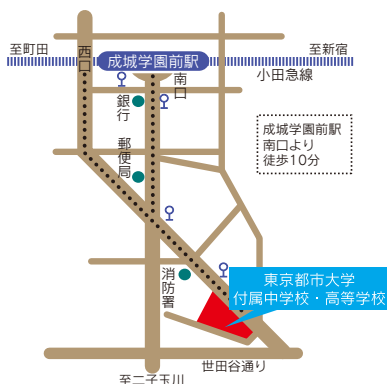 至町田
西口
成城学園前駅
至新宿
小田急線
南口
銀行
成城学園前駅
南口より
徒歩10分
郵便局
消防署
東京都市大学
付属中学校・高等学校
世田谷通り
至二子玉川